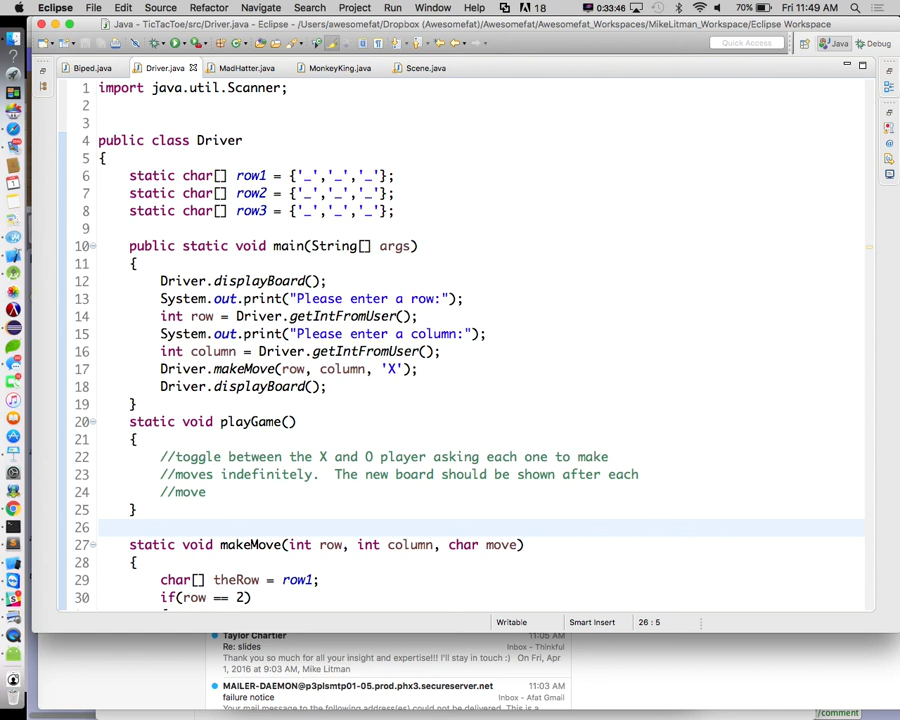 Eclipse File Edit Source Refactor Navigate Search Project Run Window Help 0:33:46 18 70% Fri 11:49 AM
Java - TicTacToe/src/Driver.java - Eclipse - /Users/awesomefat/Dropbox (Awesomefat)/Awesomefat/Awesomefat_Workspaces/MikeLitman_Workspace/Eclipse Workspace
Quick Access Java Debug
Biped.java Driver.java MadHatter.java MonkeyKing.java Scene.java
1 import java.util.Scanner;
2
3
4 public class Driver
5 {
6 static char[] row1 = {'_','_','_'};
7 static char[] row2 = {'_','_','_'};
8 static char[] row3 = {'_','_','_'};
9
10 public static void main(String[] args)
11 {
12 Driver.displayBoard();
13 System.out.print("Please enter a row:");
14 int row = Driver.getIntFromUser();
15 System.out.print("Please enter a column:");
16 int column = Driver.getIntFromUser();
17 Driver.makeMove(row, column, 'X');
18 Driver.displayBoard();
19 }
20 static void playGame()
21 {
22 //toggle between the X and O player asking each one to make
23 //moves indefinitely.  The new board should be shown after each
24 //move
25 }
26
27 static void makeMove(int row, int column, char move)
28 {
29 char[] theRow = row1;
30 if(row == 2)
Writable Smart Insert 26 : 5
Taylor Chartier 11:05 AM
Re: slides Inbox - Thinkful
Thank you so much for all your insight and expertise!!! I'll stay in touch :) On Fri, Apr
1, 2016 at 9:03 AM, Mike Litman
MAILER-DAEMON@p3plsmtp01-05.prod.phx3.secureserver.net 11:03 AM
failure notice Inbox - Afat Gmail
/comment